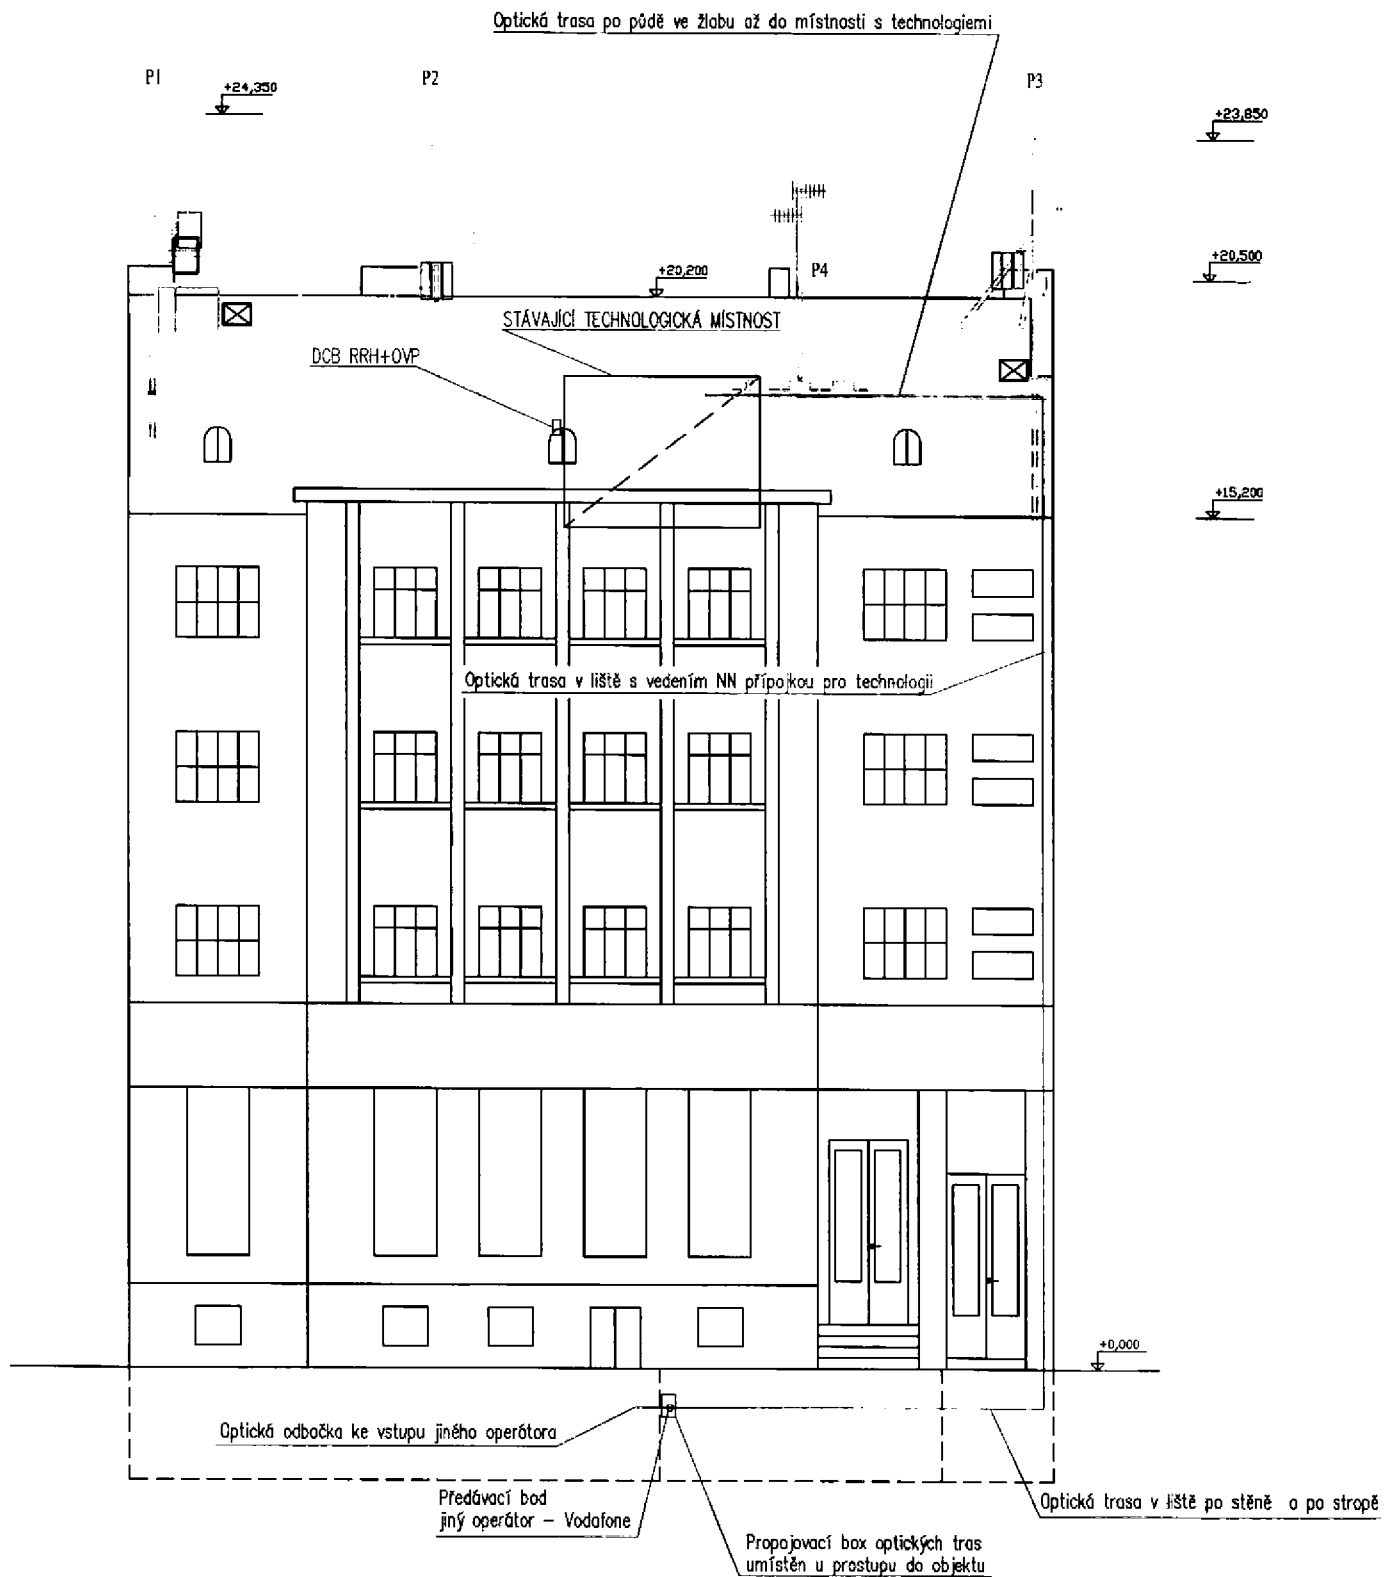 Optická trasa po půdě ve žlabu až do místnosti s technologiemi
P1
P2
P3
+24,350
+23,850
+20,500
+20,200
P4
STÁVAJÍCÍ TECHNOLOGICKÁ MÍSTNOST
DCB RRH+OVP
+15,200
Optická trasa v liště s vedením NN přípojkou pro technologii
+0,000
Optická odbočka ke vstupu jiného operátora
Předávací bod
jiný operátor – Vodafone
Optická trasa v liště po stěně a po stropě
Propojovací box optických tras
umístěn u prostupu do objektu